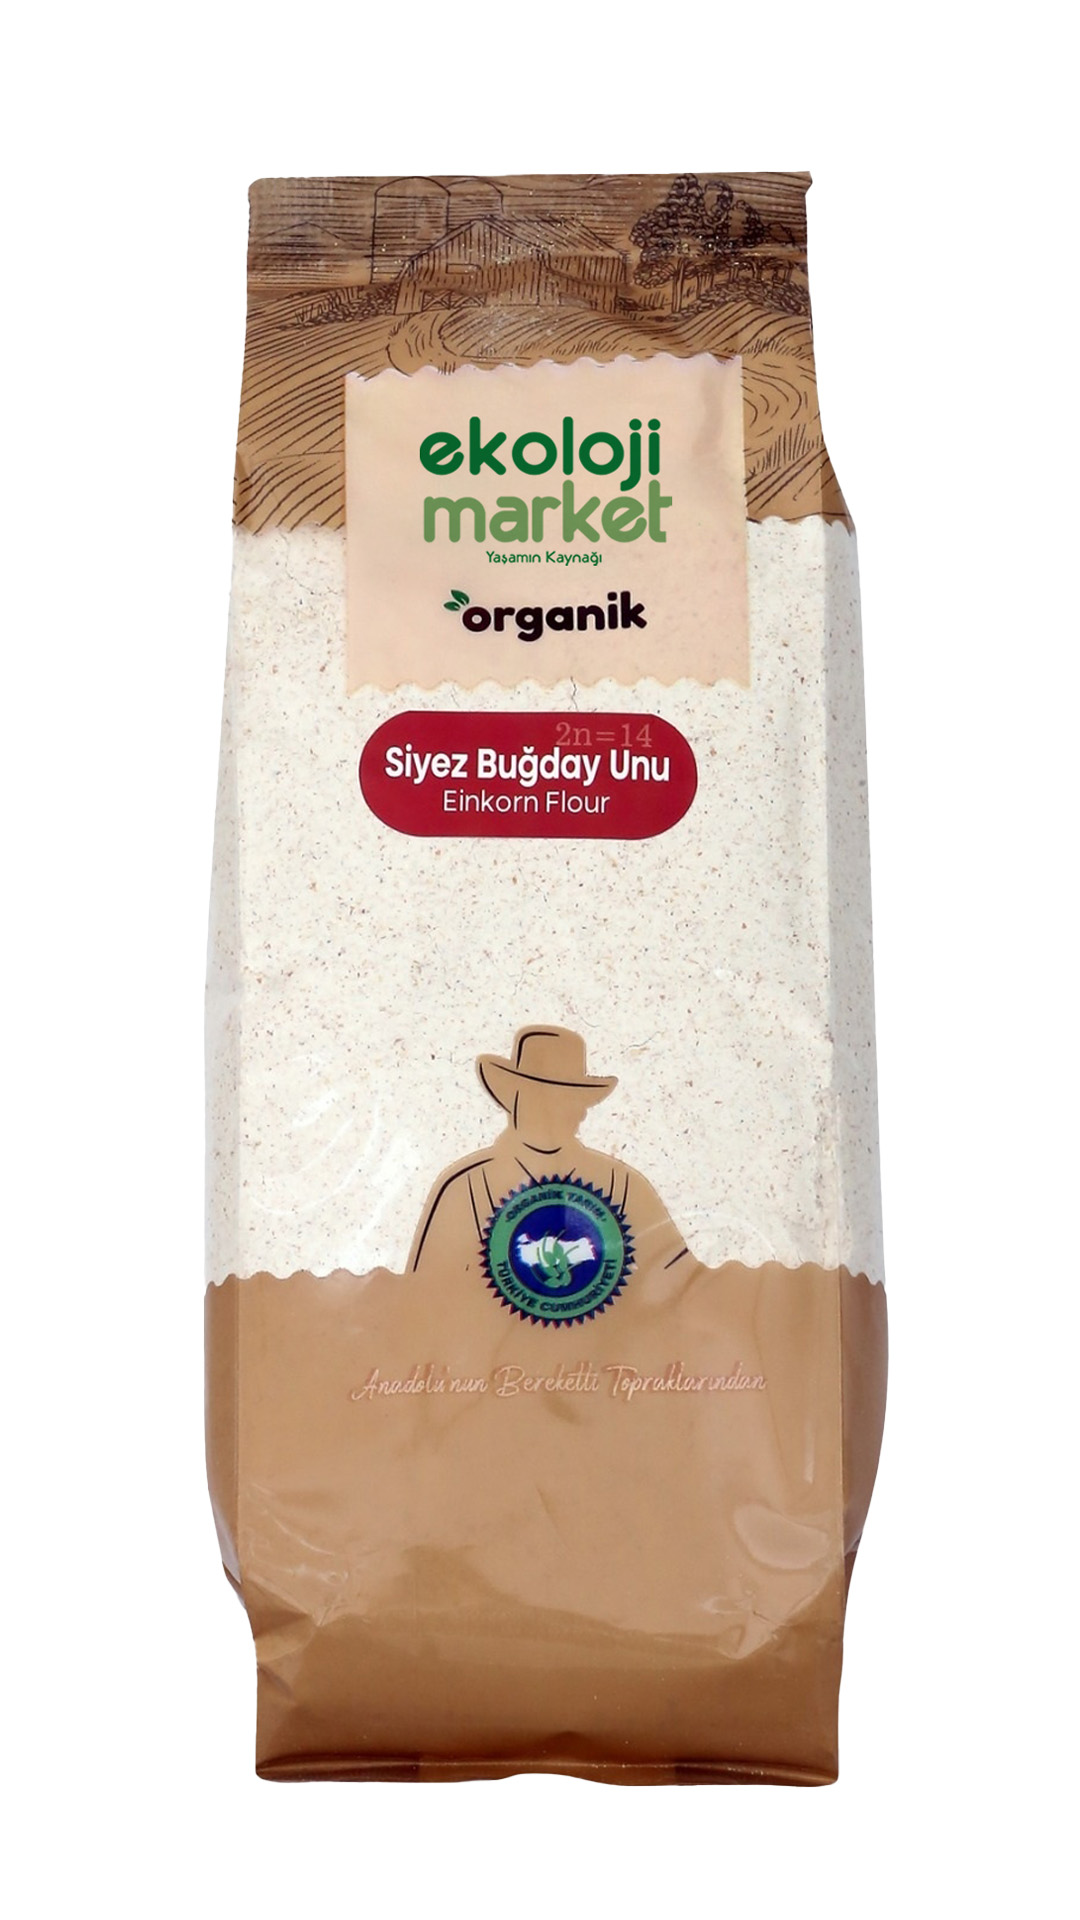 ekoloji
market
Yaşamın Kaynağı
organik
2n=14
Siyez Buğday Unu
Einkorn Flour
ORGANİK TARIM
TÜRKİYE CUMHURİYETİ
Anadolu'nun Bereketli Topraklarından